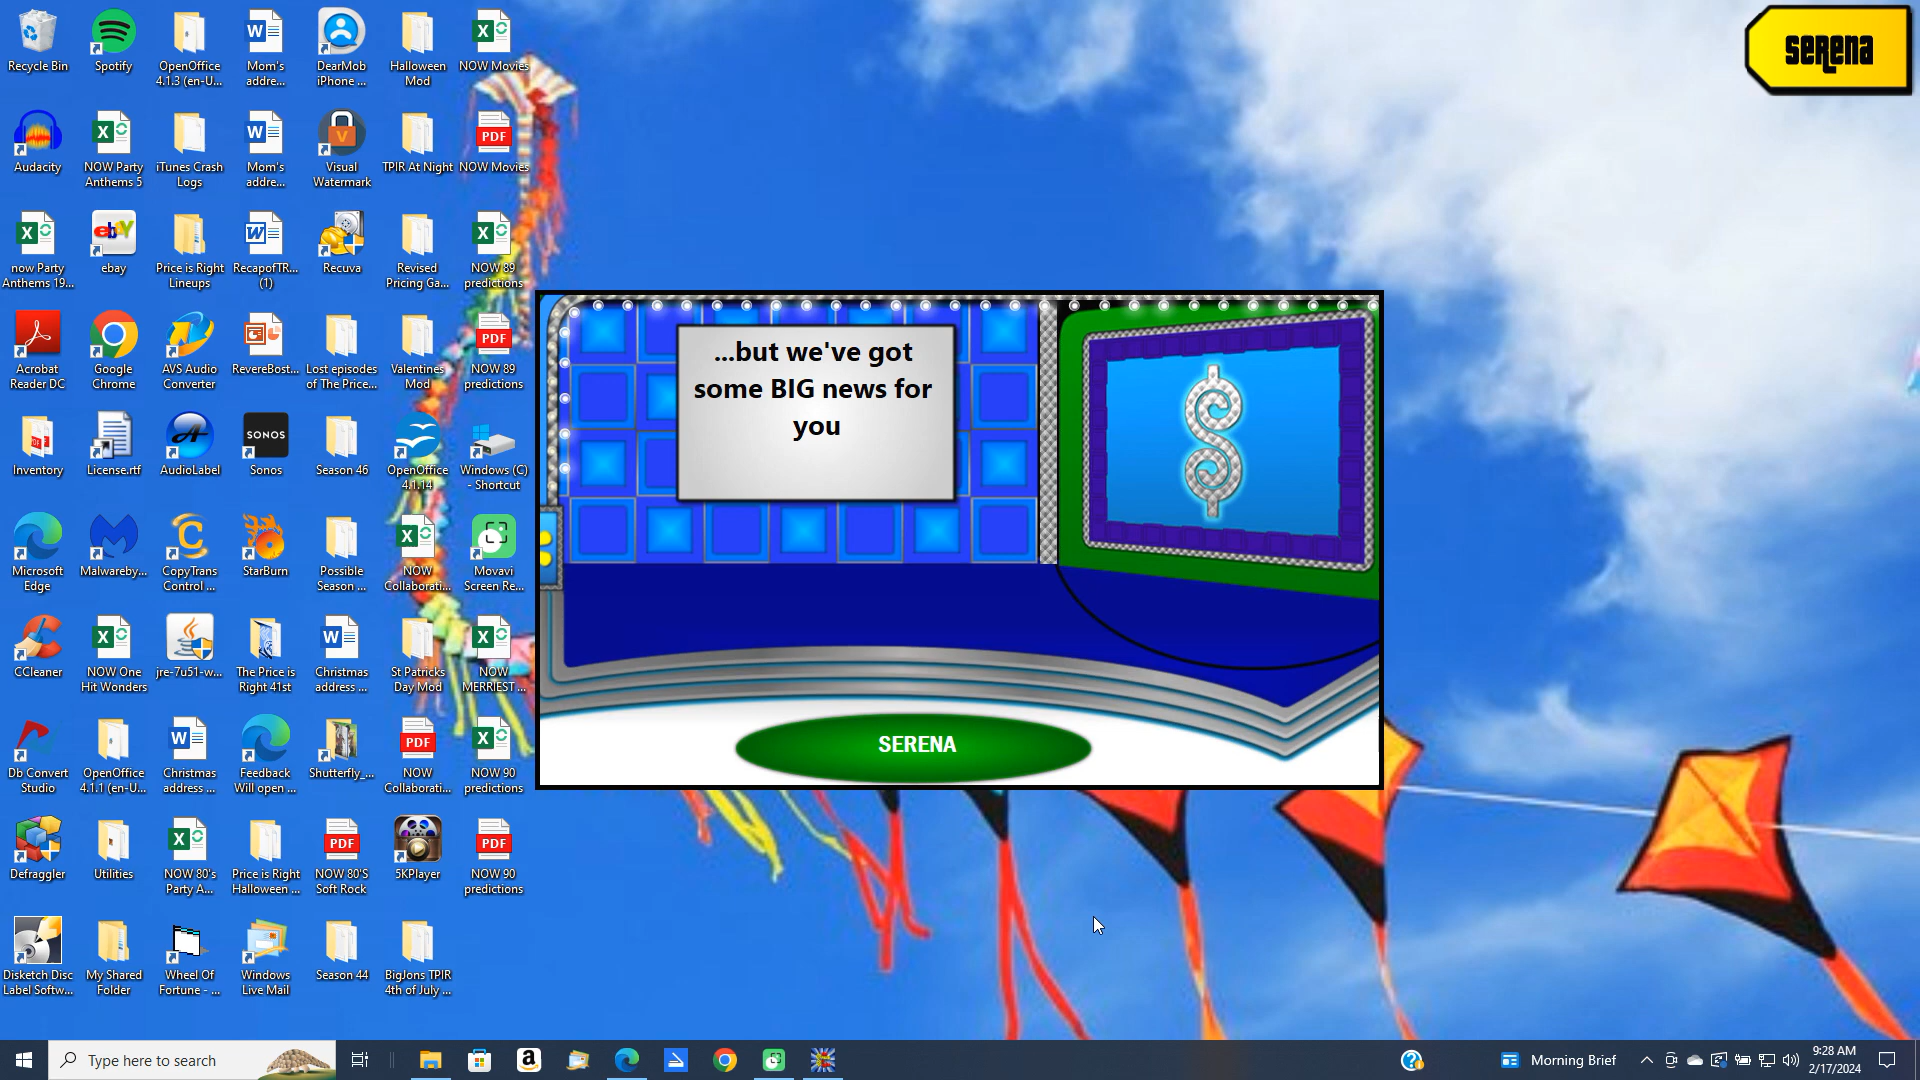 Recycle Bin
Spotify
OpenOffice
4.1.3 (en-U...
Mom's
addre...
DearMob
iPhone ...
Halloween
Mod
NOW Movies
Audacity
NOW Party
Anthems 5
iTunes Crash
Logs
Mom's
addre...
Visual
Watermark
TPIR At Night
NOW Movies
now Party
Anthems 19...
ebay
Price is Right
Lineups
RecapofTR...
(1)
Recuva
Revised
Pricing Ga...
NOW 89
predictions
Acrobat
Reader DC
Google
Chrome
AVS Audio
Converter
RevereBost...
Lost episodes
of The Price...
Valentines
Mod
NOW 89
predictions
Inventory
License.rtf
AudioLabel
SONOS
Sonos
Season 46
OpenOffice
4.1.14
Windows (C)
- Shortcut
Microsoft
Edge
Malwareby...
CopyTrans
Control ...
StarBurn
Possible
Season ...
NOW
Collaborati...
Movavi
Screen Re...
CCleaner
NOW One
Hit Wonders
jre-7u51-w...
The Price is
Right 41st
Christmas
address ...
St Patricks
Day Mod
NOW
MERRIEST ...
Db Convert
Studio
OpenOffice
4.1.1 (en-U...
Christmas
address ...
Feedback
Will open ...
Shutterfly_...
NOW
Collaborati...
NOW 90
predictions
Defraggler
Utilities
NOW 80's
Party A...
Price is Right
Halloween ...
NOW 80'S
Soft Rock
5KPlayer
NOW 90
predictions
Disketch Disc
Label Softw...
My Shared
Folder
Wheel Of
Fortune - ...
Windows
Live Mail
Season 44
BigJons TPIR
4th of July ...
SERENA
...but we've got
some BIG news for
you
SERENA
Type here to search
Morning Brief
9:28 AM
2/17/2024